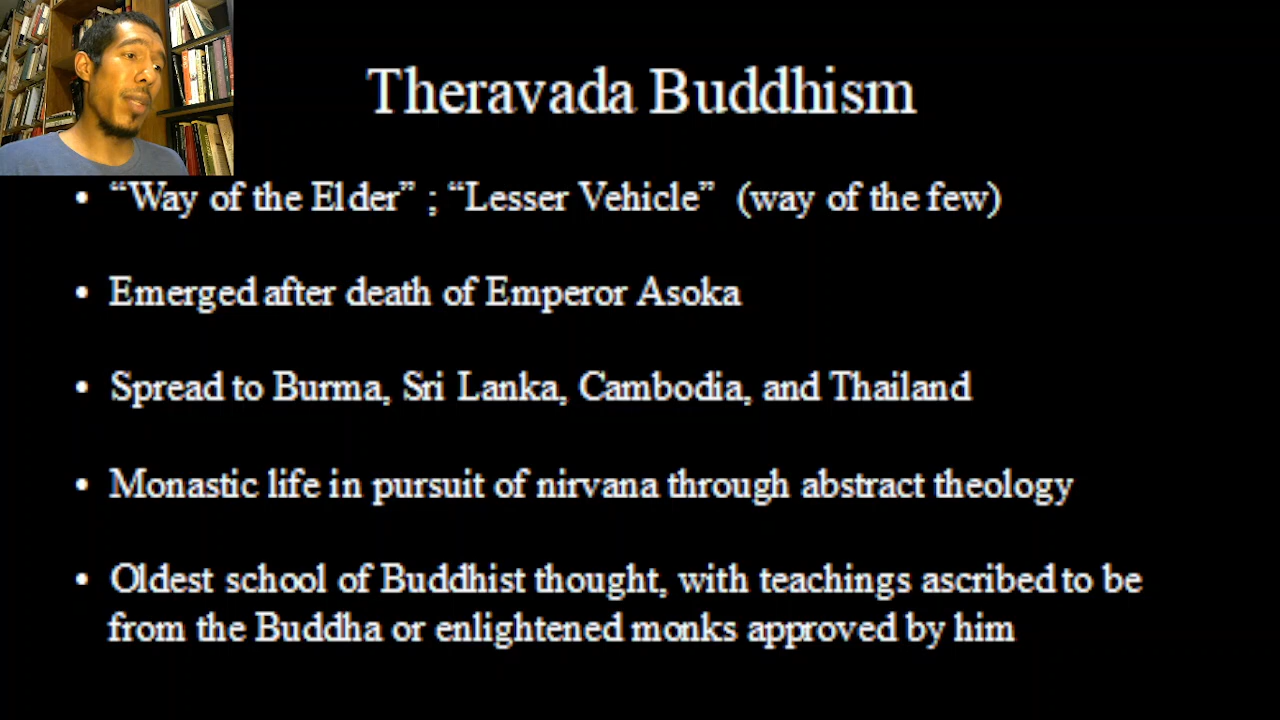 Theravada Buddhism
• “Way of the Elder” ; “Lesser Vehicle” (way of the few)
• Emerged after death of Emperor Asoka
• Spread to Burma, Sri Lanka, Cambodia, and Thailand
• Monastic life in pursuit of nirvana through abstract theology
• Oldest school of Buddhist thought, with teachings ascribed to be
from the Buddha or enlightened monks approved by him